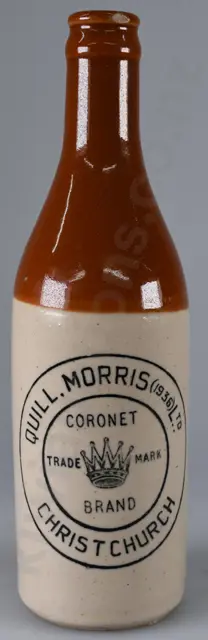 QUILL, MORRIS (1936) LTD
CORONET
TRADE MARK
BRAND
CHRISTCHURCH